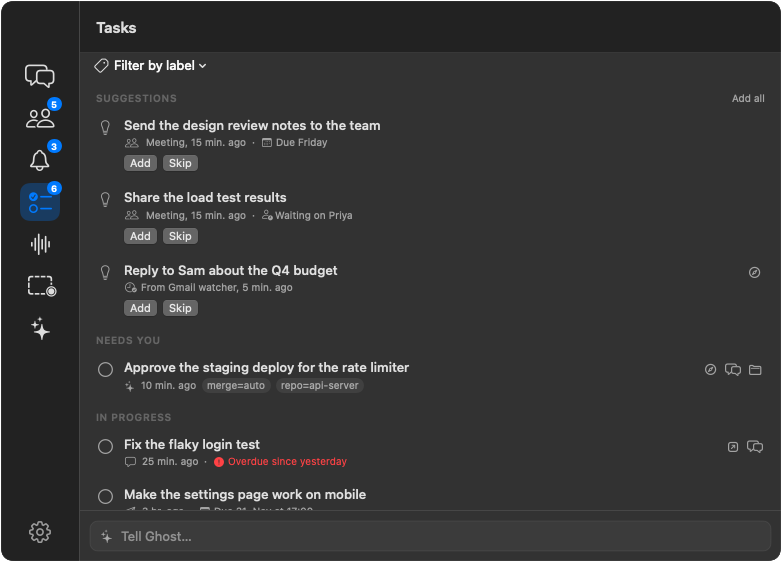 Tasks
Filter by label
5
3
6
SUGGESTIONS
Add all
Send the design review notes to the team
Meeting, 15 min. ago · Due Friday
Add Skip
Share the load test results
Meeting, 15 min. ago · Waiting on Priya
Add Skip
Reply to Sam about the Q4 budget
From Gmail watcher, 5 min. ago
Add Skip
NEEDS YOU
Approve the staging deploy for the rate limiter
10 min. ago merge=auto repo=api-server
IN PROGRESS
Fix the flaky login test
25 min. ago · Overdue since yesterday
Make the settings page work on mobile
Tell Ghost...